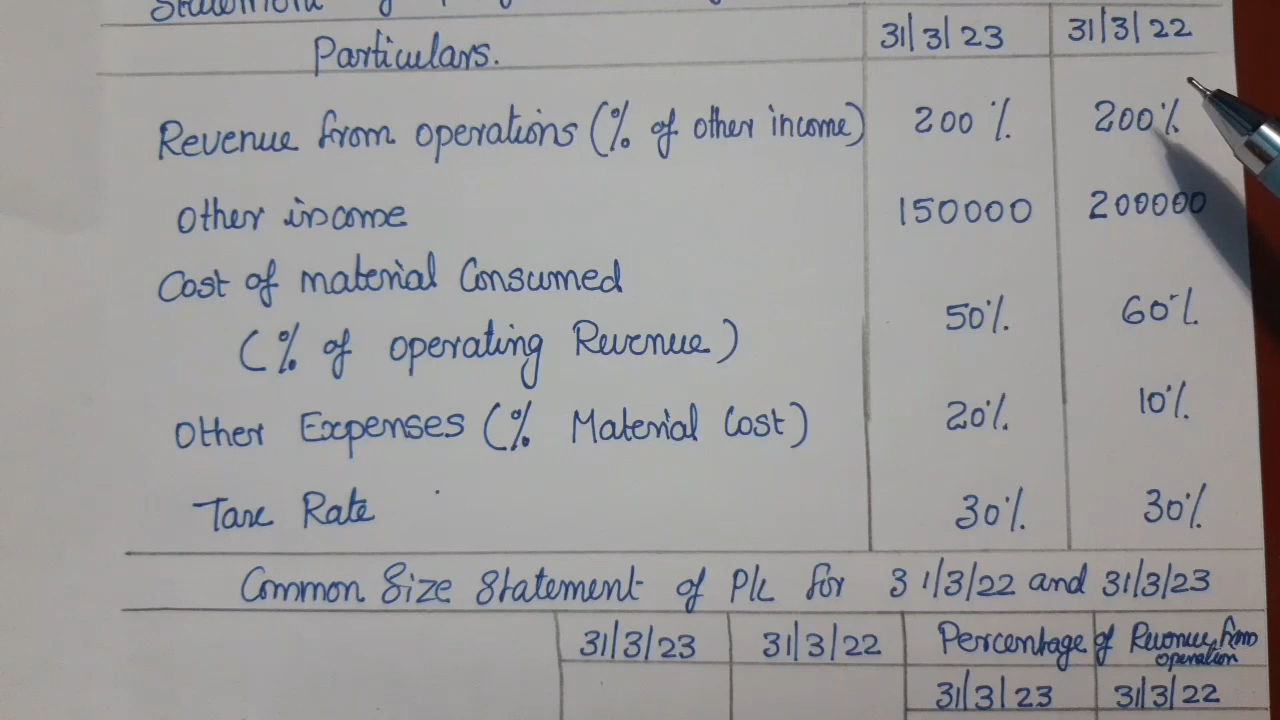 Particulars. 31/3/23 31/3/22
Revenue from operations (% of other income) 200% 200%
Other income 150000 200000
Cost of material Consumed
(% of operating Revenue) 50% 60%
Other Expenses (% Material Cost) 20% 10%
Tax Rate 30% 30%
Common Size Statement of P/L for 31/3/22 and 31/3/23
31/3/23 31/3/22 Percentage of Revenue from
operation
31/3/23 31/3/22